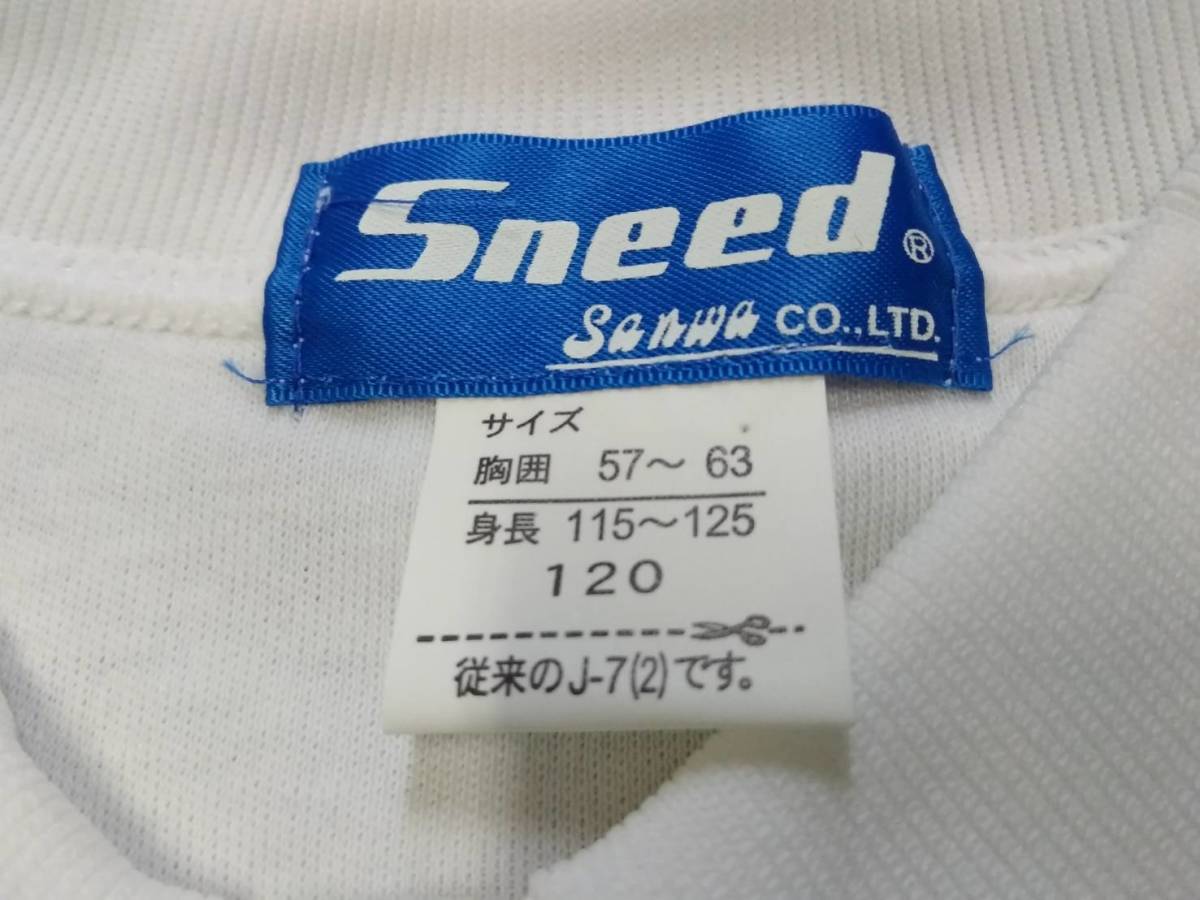 Sneed®
Sanwa CO.,LTD.
サイズ
胸囲 57～ 63
身長 115～125
120
従来のJ-7(2)です。